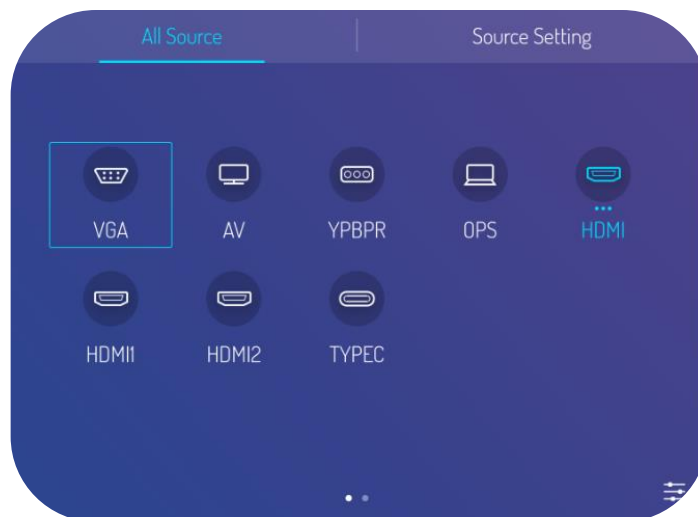 All Source Source Setting
VGA AV YPBPR OPS HDMI
HDMI1 HDMI2 TYPEC